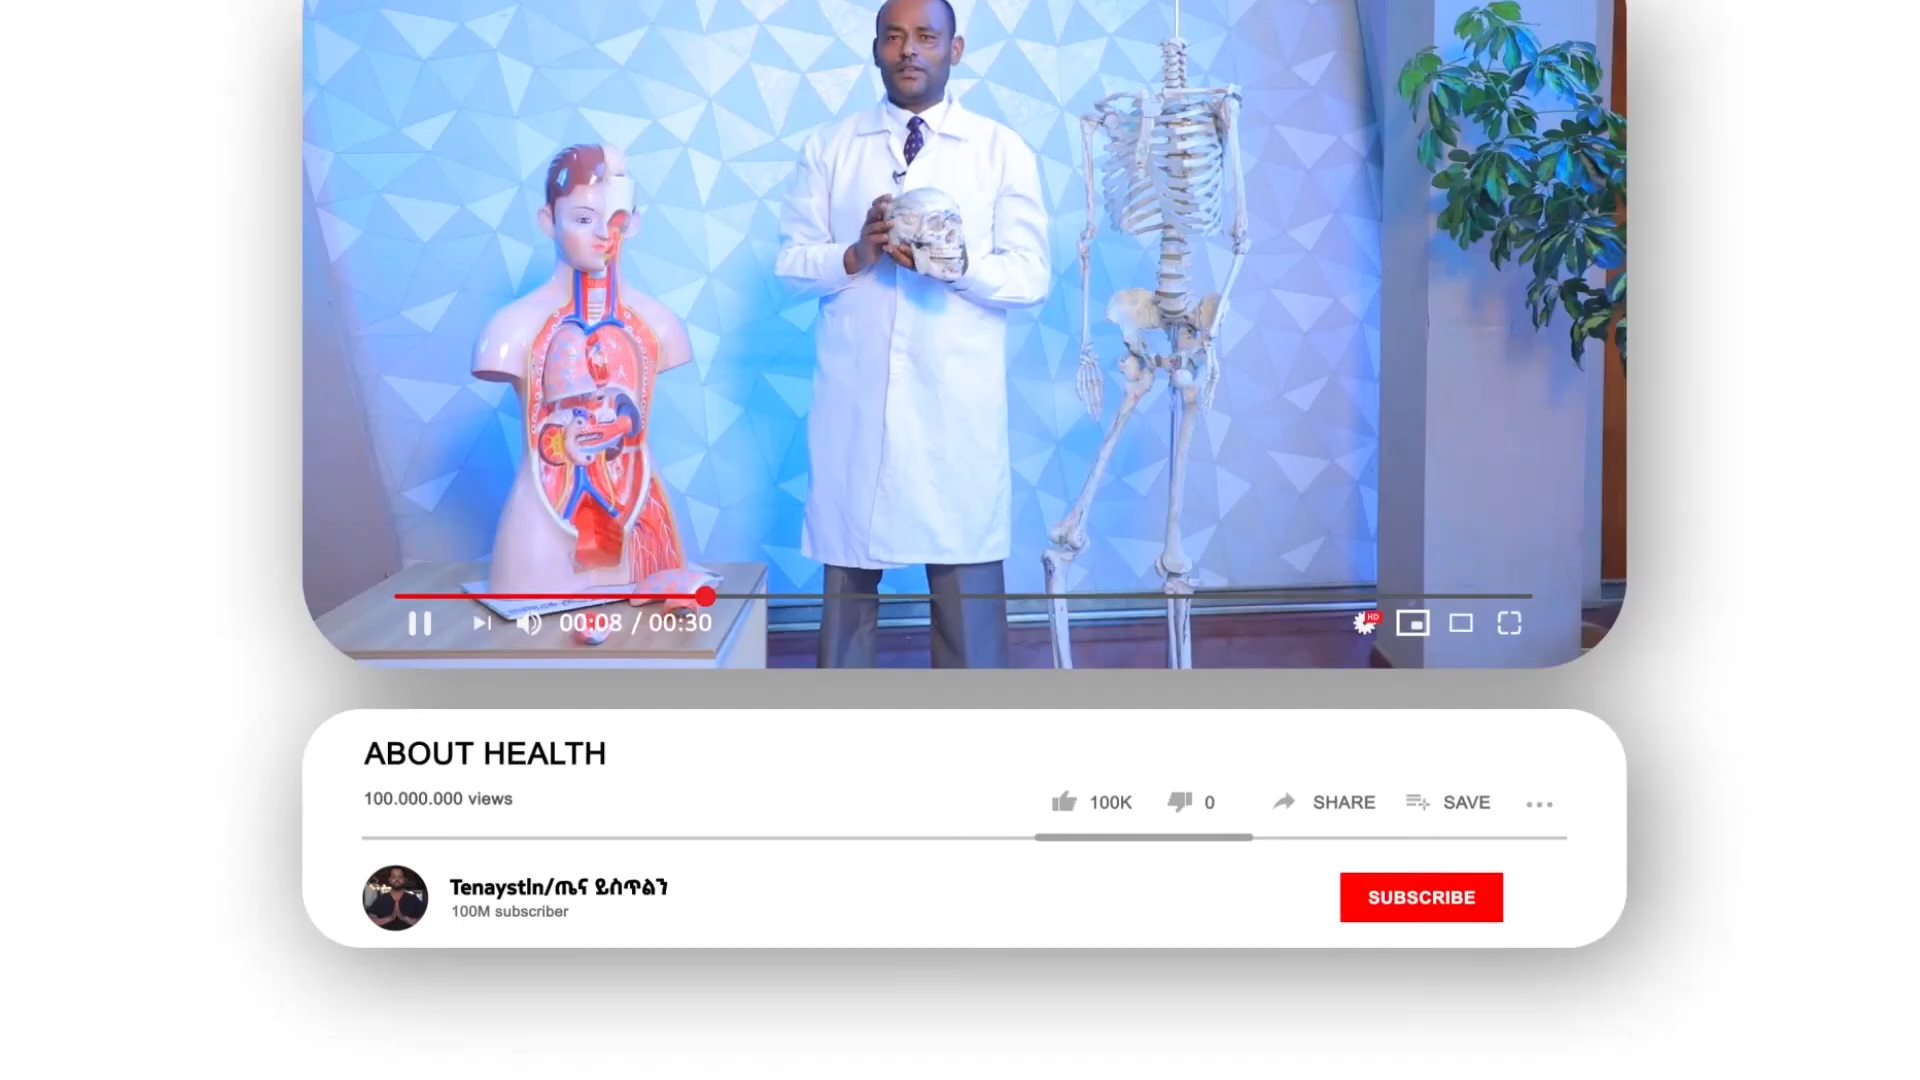 00:08 / 00:30
HD
ABOUT HEALTH
100.000.000 views
100K 0 SHARE SAVE
Tenaystln/ጤና ይስጥልን
100M subscriber
SUBSCRIBE